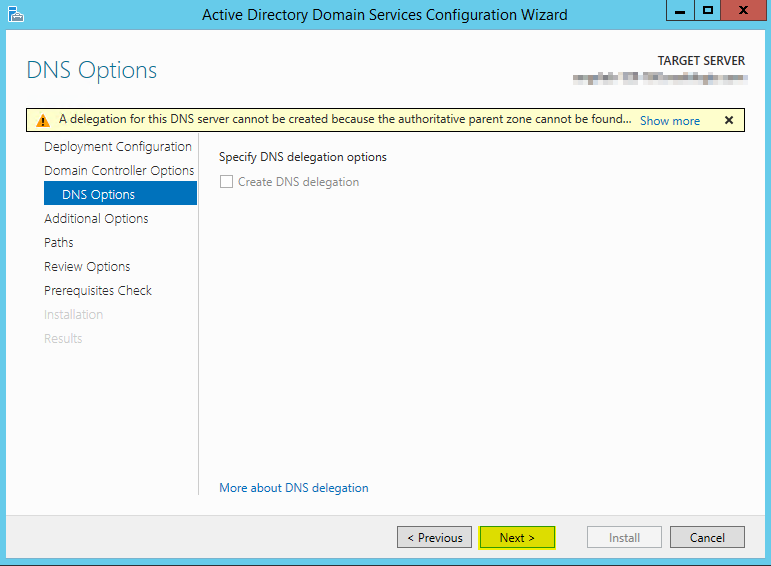 Active Directory Domain Services Configuration Wizard
DNS Options
TARGET SERVER
A delegation for this DNS server cannot be created because the authoritative parent zone cannot be found... Show more
Deployment Configuration
Domain Controller Options
DNS Options
Additional Options
Paths
Review Options
Prerequisites Check
Installation
Results
Specify DNS delegation options
Create DNS delegation
More about DNS delegation
< Previous
Next >
Install
Cancel